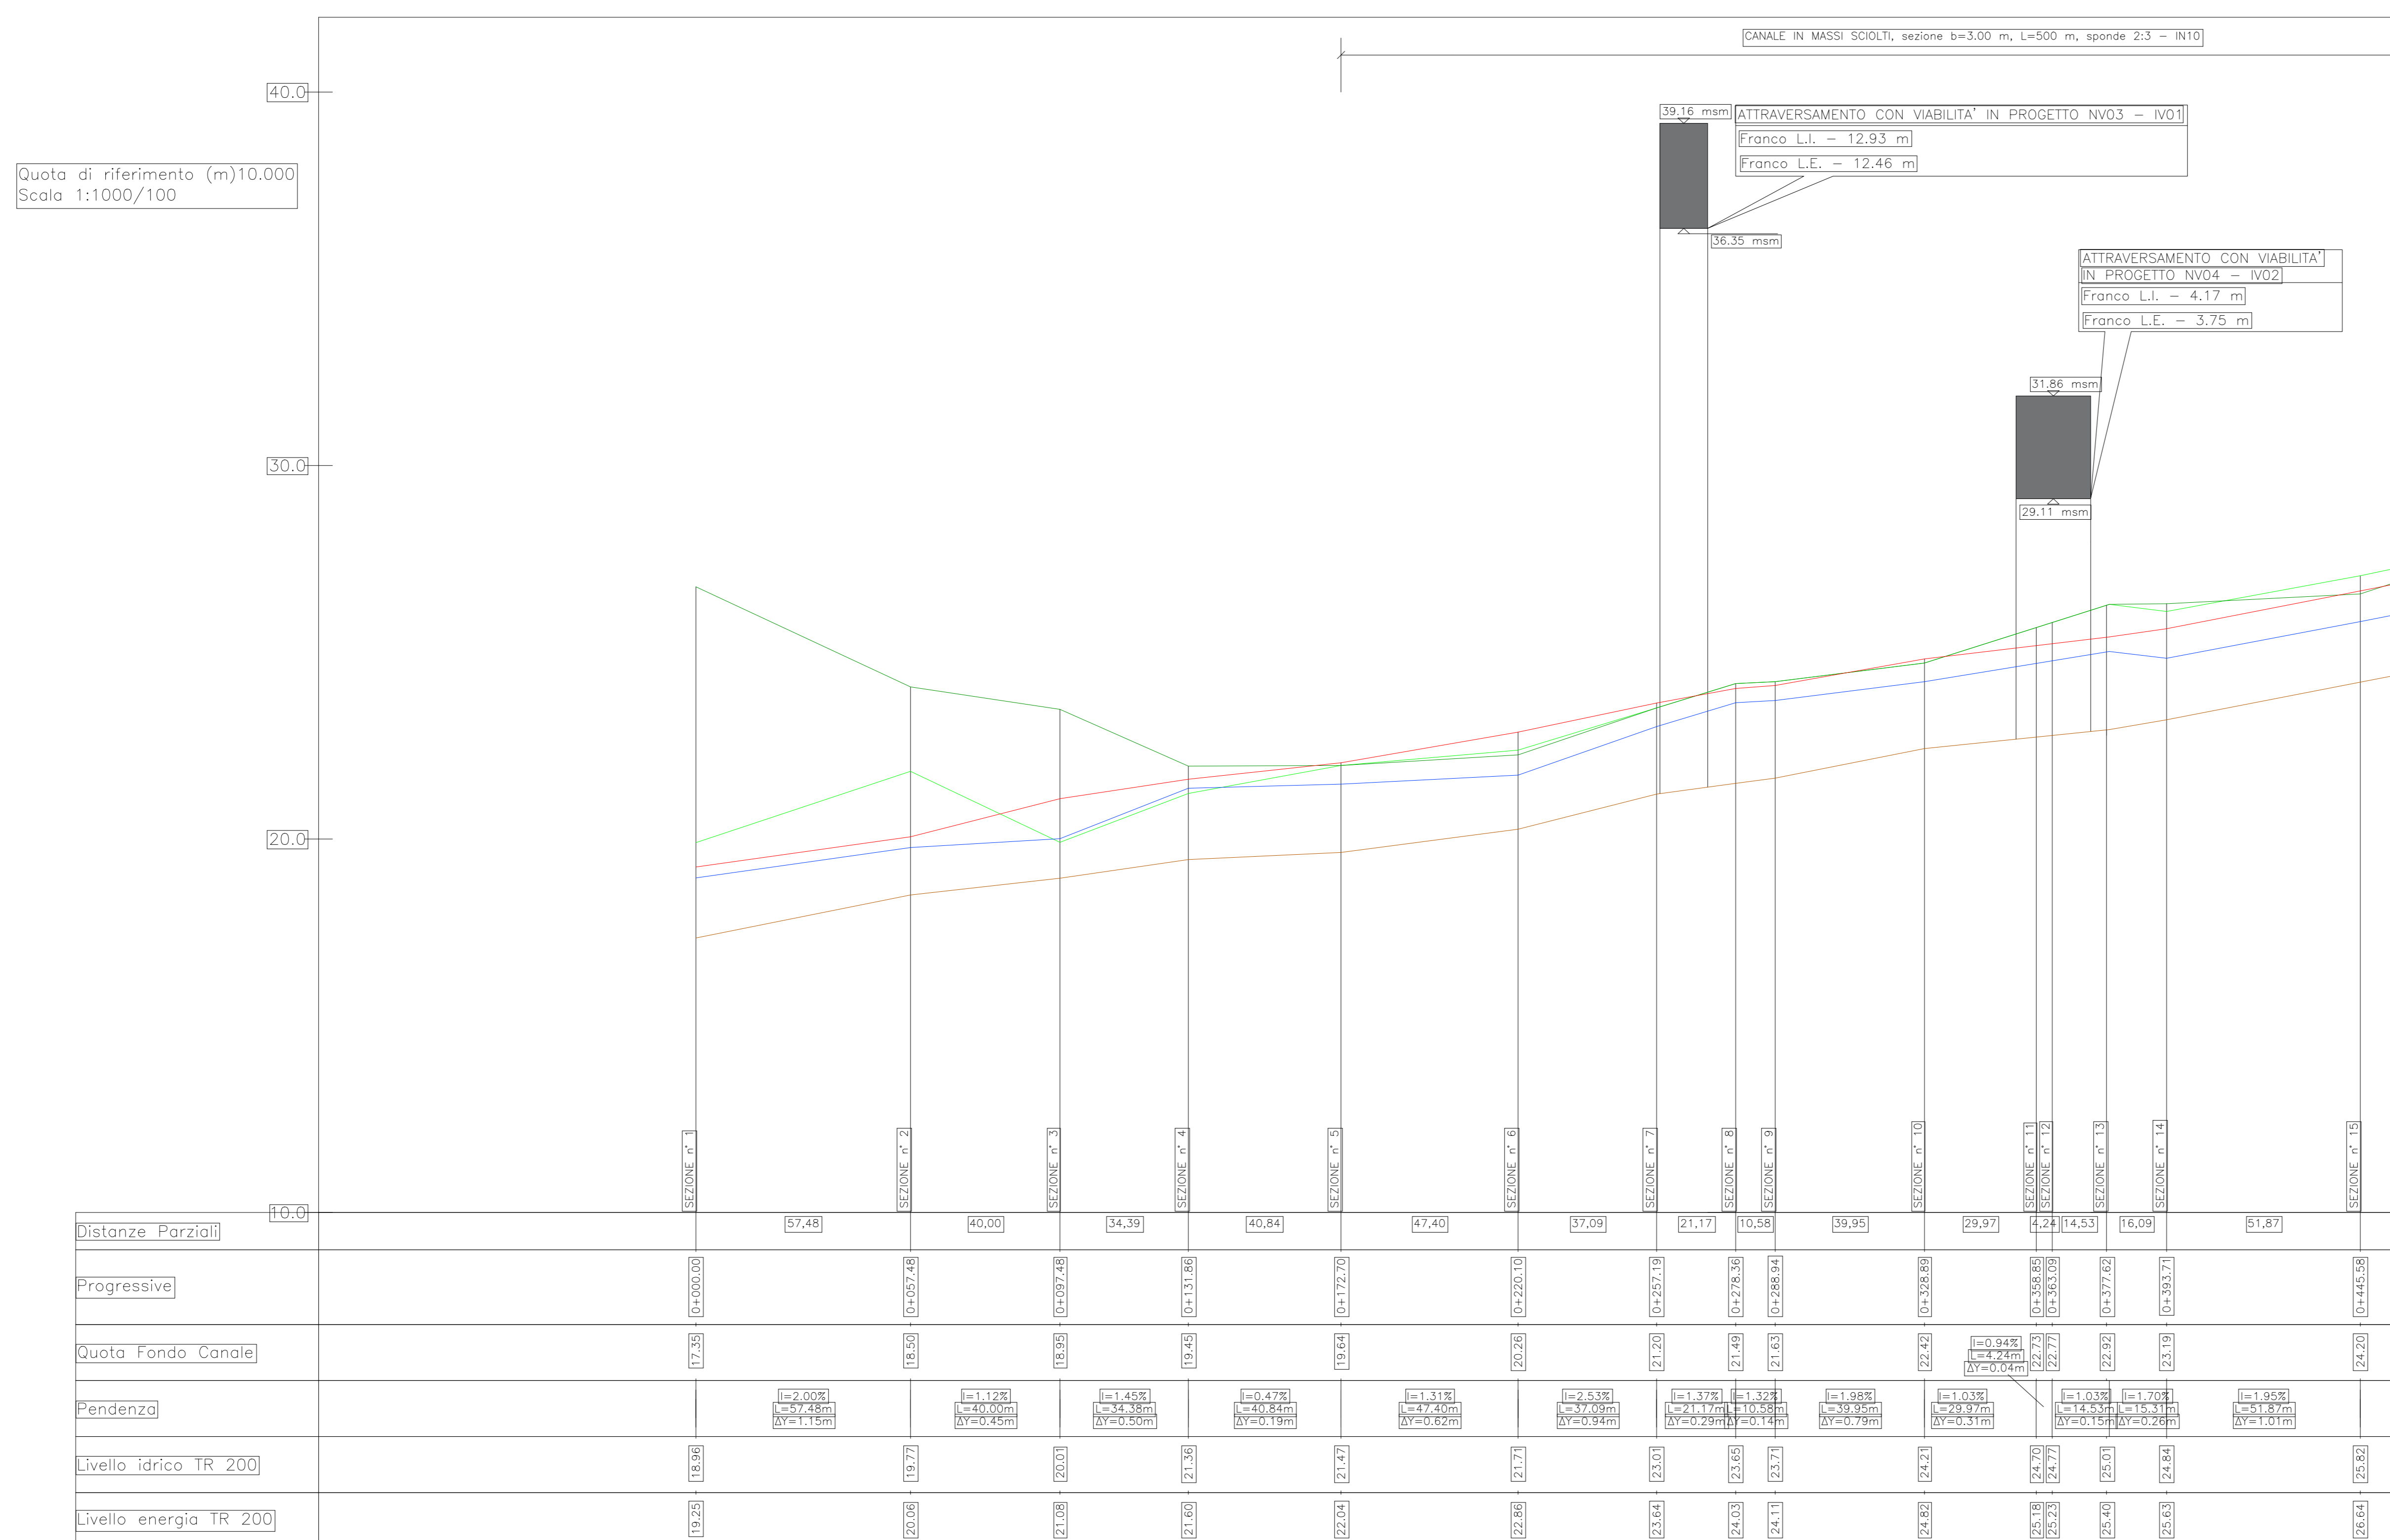 CANALE IN MASSI SCIOLTI, sezione b=3.00 m, L=500 m, sponde 2:3 – IN10
40.0
39.16 msm
ATTRAVERSAMENTO CON VIABILITA' IN PROGETTO NV03 – IV01
Franco L.I. – 12.93 m
Franco L.E. – 12.46 m
Quota di riferimento (m)10.000
Scala 1:1000/100
36.35 msm
ATTRAVERSAMENTO CON VIABILITA'
IN PROGETTO NV04 – IV02
Franco L.I. – 4.17 m
Franco L.E. – 3.75 m
31.86 msm
30.0
29.11 msm
20.0
SEZIONE n° 1
SEZIONE n° 2
SEZIONE n° 3
SEZIONE n° 4
SEZIONE n° 5
SEZIONE n° 6
SEZIONE n° 7
SEZIONE n° 8
SEZIONE n° 9
SEZIONE n° 10
SEZIONE n° 11
SEZIONE n° 12
SEZIONE n° 13
SEZIONE n° 14
SEZIONE n° 15
10.0
Distanze Parziali 57,48 40,00 34,39 40,84 47,40 37,09 21,17 10,58 39,95 29,97 4,24 14,53 16,09 51,87
Progressive 0+000.00 0+057.48 0+097.48 0+131.86 0+172.70 0+220.10 0+257.19 0+278.36 0+288.94 0+328.89 0+358.85 0+363.09 0+377.62 0+393.71 0+445.58
Quota Fondo Canale 17.35 18.50 18.95 19.45 19.64 20.26 21.20 21.49 21.63 22.42 22.73 22.77 22.92 23.19 24.20
I=0.94%
L=4.24m
ΔY=0.04m
Pendenza
I=2.00% I=1.12% I=1.45% I=0.47% I=1.31% I=2.53% I=1.37% I=1.32% I=1.98% I=1.03% I=1.03% I=1.70% I=1.95%
L=57.48m L=40.00m L=34.38m L=40.84m L=47.40m L=37.09m L=21.17m L=10.58m L=39.95m L=29.97m L=14.53m L=15.31m L=51.87m
ΔY=1.15m ΔY=0.45m ΔY=0.50m ΔY=0.19m ΔY=0.62m ΔY=0.94m ΔY=0.29m ΔY=0.14m ΔY=0.79m ΔY=0.31m ΔY=0.15m ΔY=0.26m ΔY=1.01m
Livello idrico TR 200 18.96 19.77 20.01 21.36 21.47 21.71 23.01 23.65 23.71 24.21 24.70 24.77 25.01 24.84 25.82
Livello energia TR 200 19.25 20.06 21.08 21.60 22.04 22.86 23.64 24.03 24.11 24.82 25.18 25.23 25.40 25.63 26.64